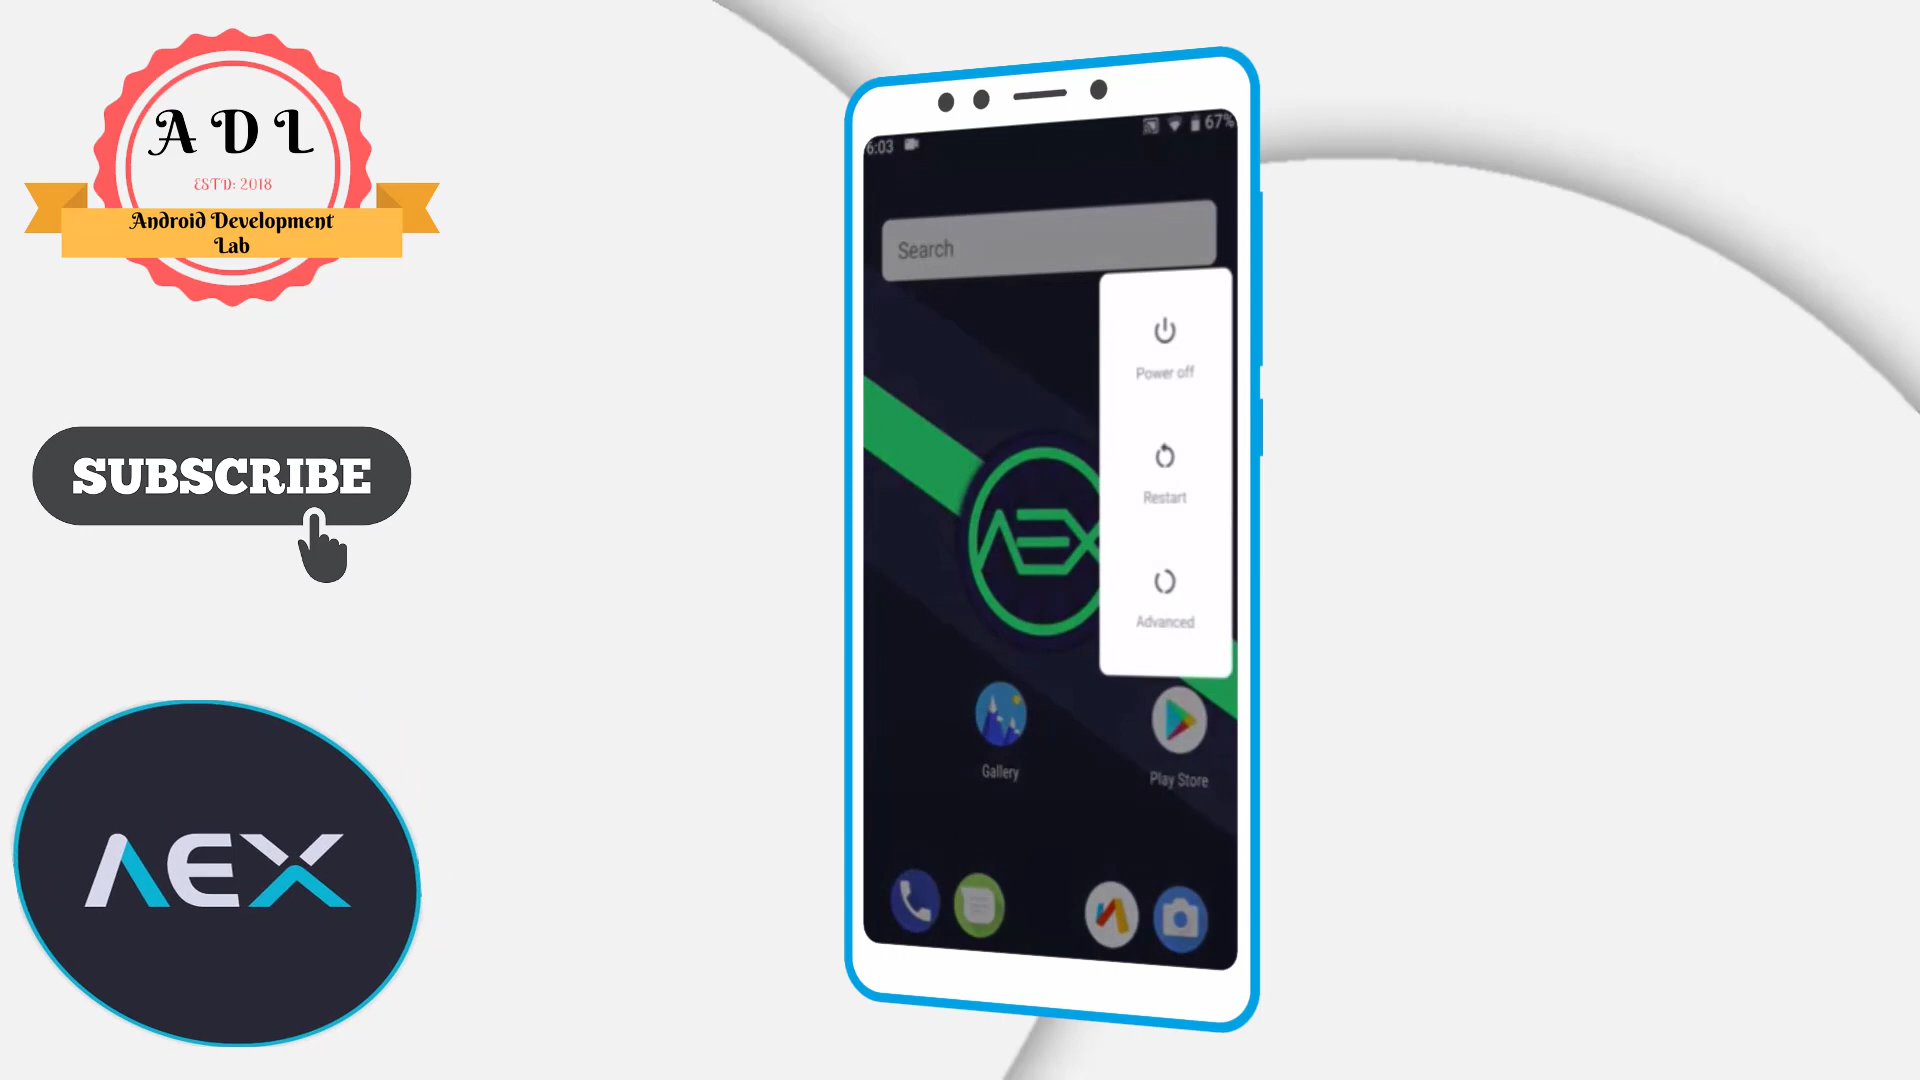 A D L
ESTD: 2018
Android Development
Lab
SUBSCRIBE
AEX
6:03
67%
Search
Power off
Restart
Advanced
AEX
Gallery
Play Store